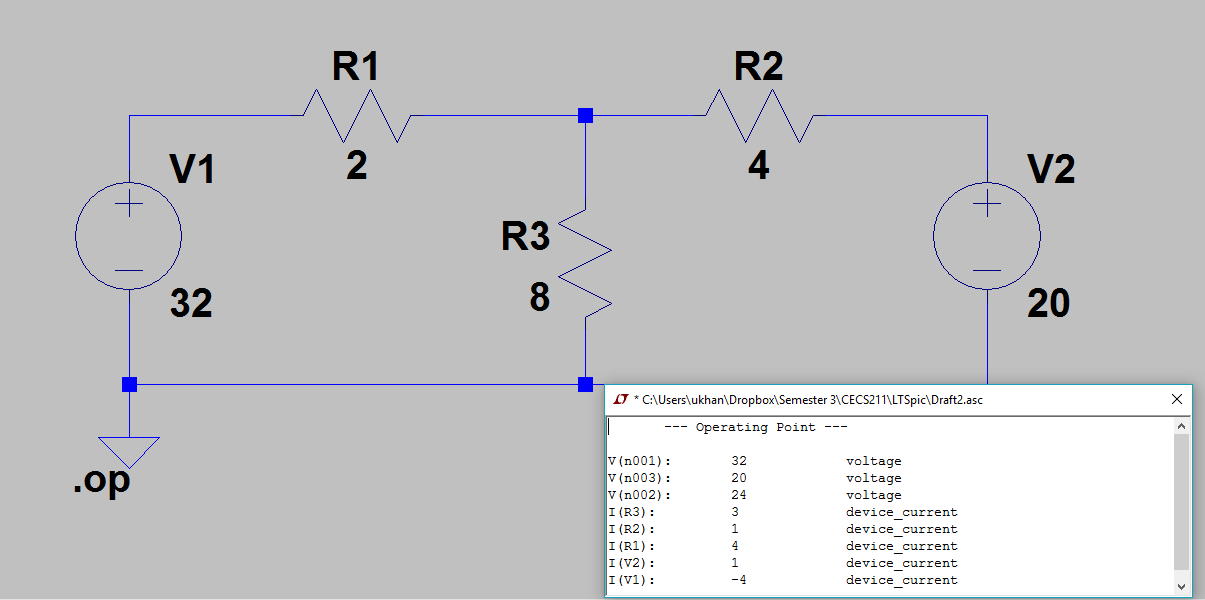 R1
R2
2
4
V1
V2
R3
8
32
20
.op
* C:\Users\ukhan\Dropbox\Semester 3\CECS211\LTSpic\Draft2.asc
--- Operating Point ---
V(n001): 32 voltage
V(n003): 20 voltage
V(n002): 24 voltage
I(R3): 3 device_current
I(R2): 1 device_current
I(R1): 4 device_current
I(V2): 1 device_current
I(V1): -4 device_current